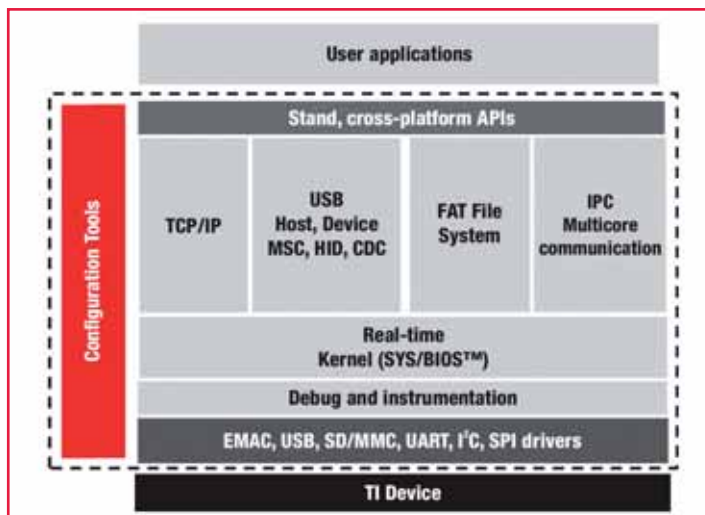 User applications
Stand, cross-platform APIs
Configuration Tools
TCP/IP
USB
Host, Device
MSC, HID, CDC
FAT File
System
IPC
Multicore
communication
Real-time
Kernel (SYS/BIOS™)
Debug and instrumentation
EMAC, USB, SD/MMC, UART, I²C, SPI drivers
TI Device